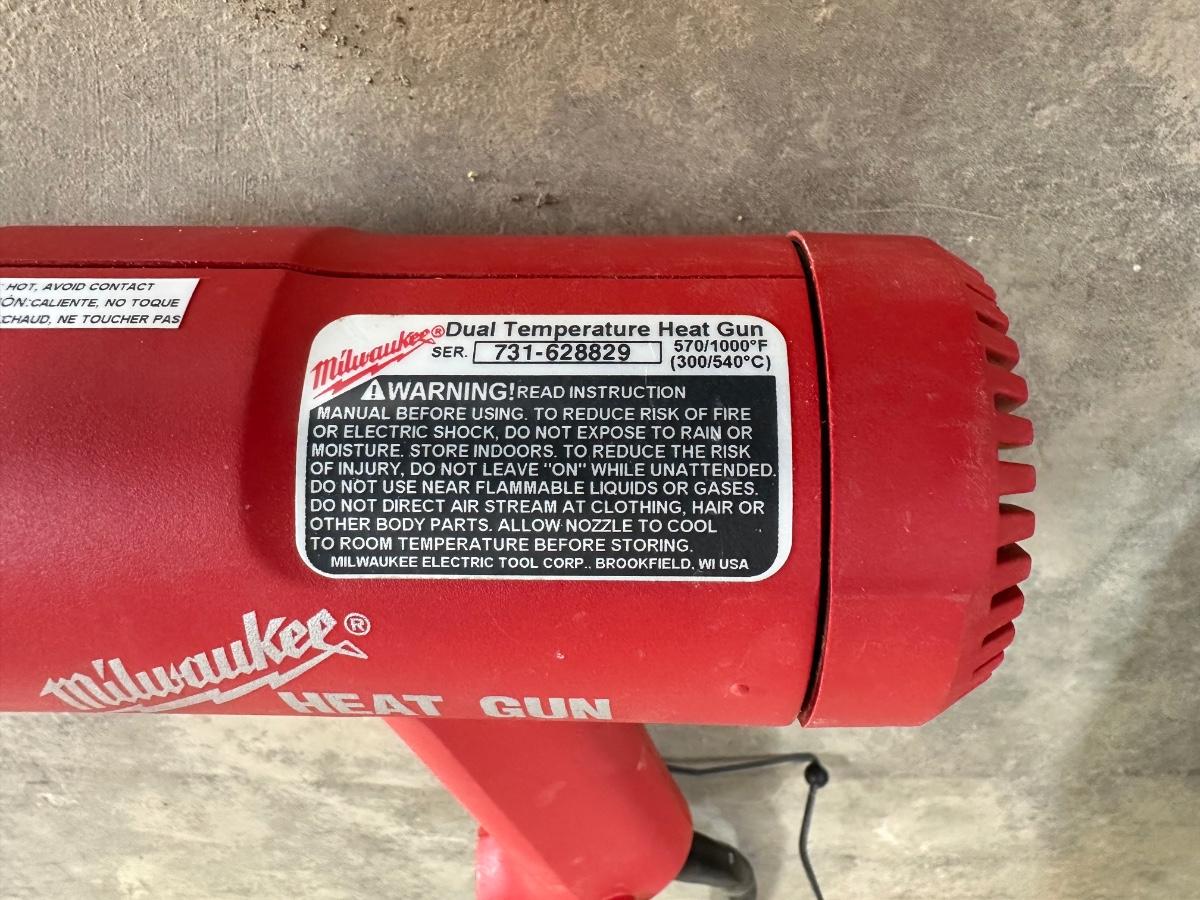 HOT, AVOID CONTACT
ÓN:CALIENTE, NO TOQUE
CHAUD, NE TOUCHER PAS
Milwaukee® Dual Temperature Heat Gun
SER. 731-628829 570/1000°F
(300/540°C)
⚠WARNING! READ INSTRUCTION
MANUAL BEFORE USING. TO REDUCE RISK OF FIRE
OR ELECTRIC SHOCK, DO NOT EXPOSE TO RAIN OR
MOISTURE. STORE INDOORS. TO REDUCE THE RISK
OF INJURY, DO NOT LEAVE "ON" WHILE UNATTENDED.
DO NOT USE NEAR FLAMMABLE LIQUIDS OR GASES.
DO NOT DIRECT AIR STREAM AT CLOTHING, HAIR OR
OTHER BODY PARTS. ALLOW NOZZLE TO COOL
TO ROOM TEMPERATURE BEFORE STORING.
MILWAUKEE ELECTRIC TOOL CORP., BROOKFIELD, WI USA
Milwaukee®
HEAT GUN